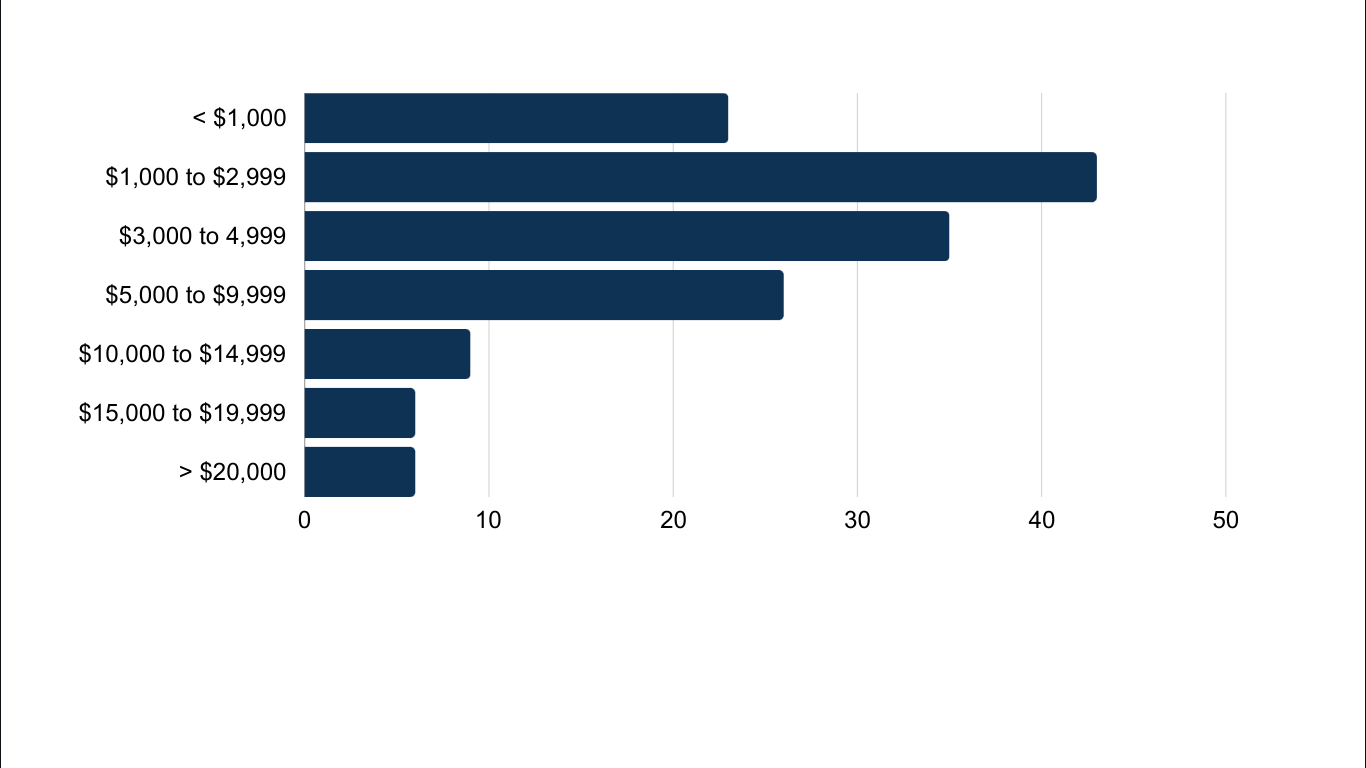 < $1,000
$1,000 to $2,999
$3,000 to 4,999
$5,000 to $9,999
$10,000 to $14,999
$15,000 to $19,999
> $20,000
0 10 20 30 40 50